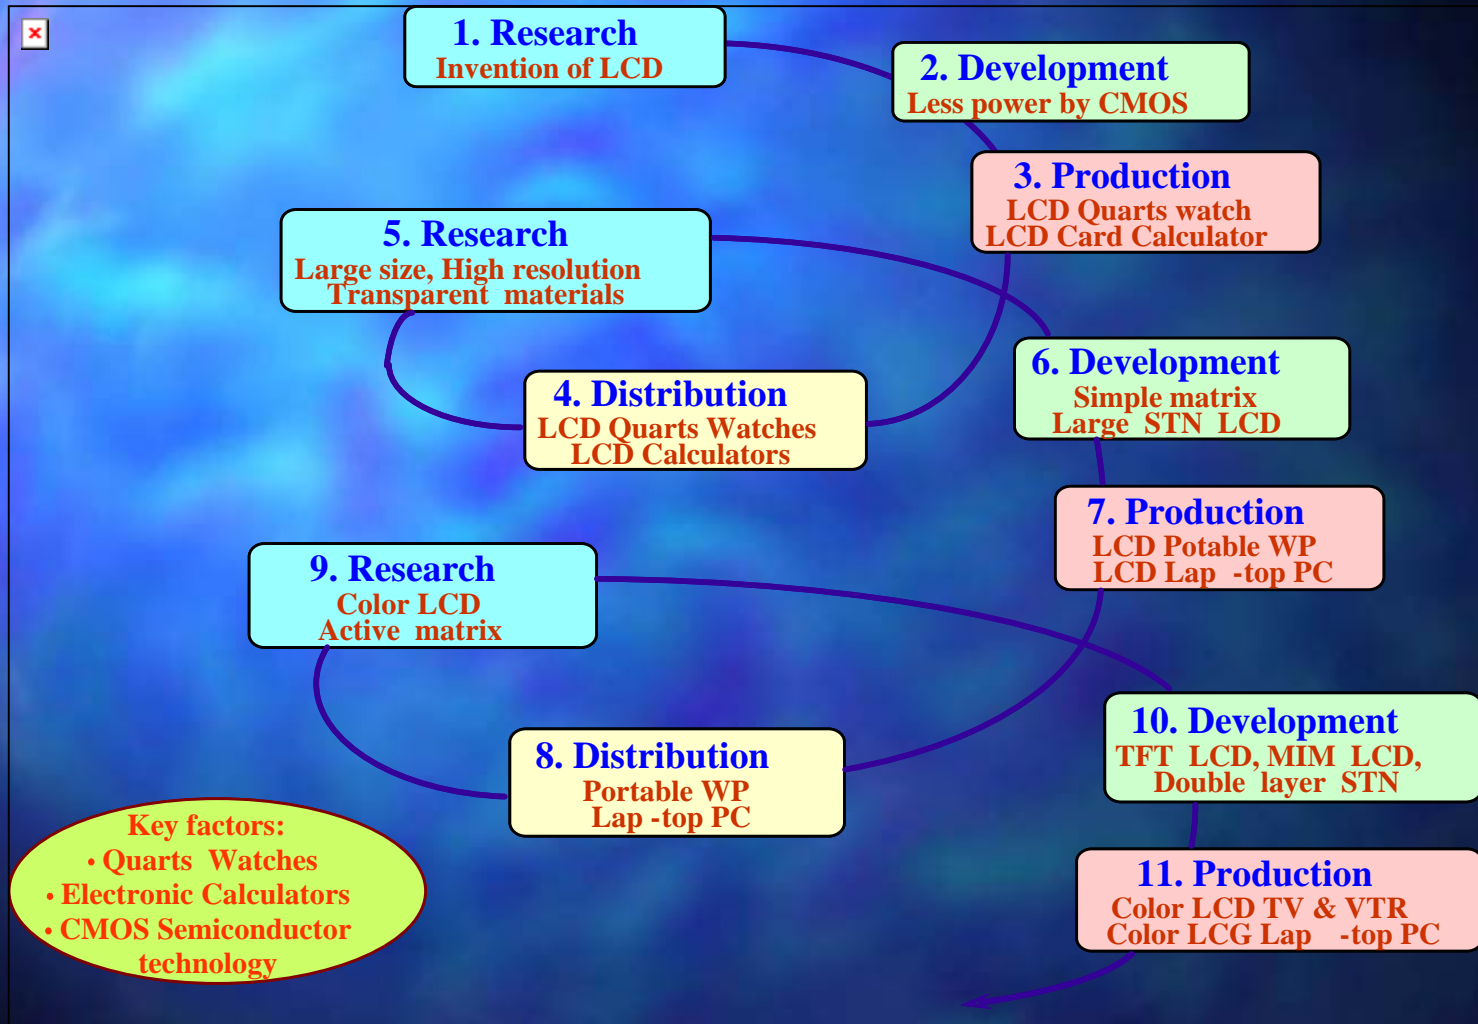 1. Research
Invention of LCD
2. Development
Less power by CMOS
3. Production
LCD Quarts watch
LCD Card Calculator
5. Research
Large size, High resolution
Transparent materials
4. Distribution
LCD Quarts Watches
LCD Calculators
6. Development
Simple matrix
Large STN LCD
7. Production
LCD Potable WP
LCD Lap -top PC
9. Research
Color LCD
Active matrix
8. Distribution
Portable WP
Lap -top PC
10. Development
TFT LCD, MIM LCD,
Double layer STN
11. Production
Color LCD TV & VTR
Color LCG Lap -top PC
Key factors:
• Quarts Watches
• Electronic Calculators
• CMOS Semiconductor
technology